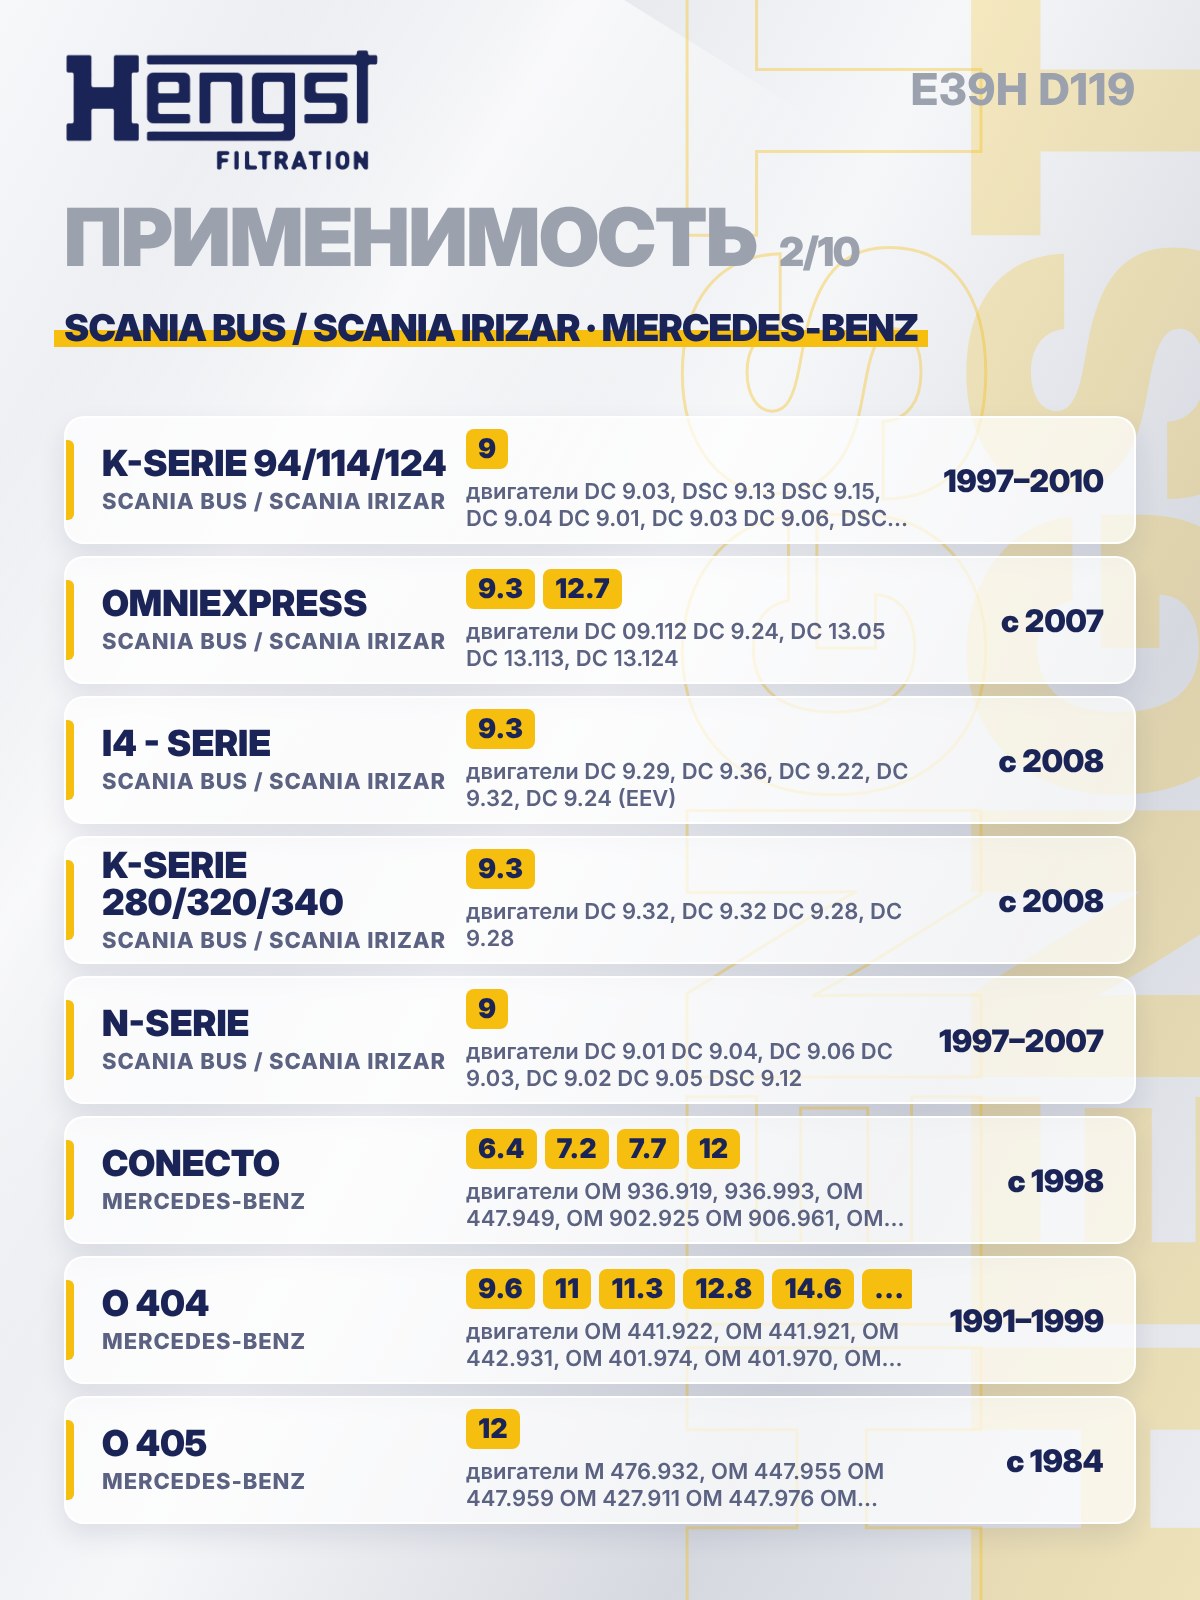 Hengst
FILTRATION
E39H D119
ПРИМЕНИМОСТЬ 2/10
SCANIA BUS / SCANIA IRIZAR · MERCEDES-BENZ
K-SERIE 94/114/124
SCANIA BUS / SCANIA IRIZAR
9
двигатели DC 9.03, DSC 9.13 DSC 9.15,
DC 9.04 DC 9.01, DC 9.03 DC 9.06, DSC...
1997–2010
OMNIEXPRESS
SCANIA BUS / SCANIA IRIZAR
9.3 12.7
двигатели DC 09.112 DC 9.24, DC 13.05
DC 13.113, DC 13.124
с 2007
I4 - SERIE
SCANIA BUS / SCANIA IRIZAR
9.3
двигатели DC 9.29, DC 9.36, DC 9.22, DC
9.32, DC 9.24 (EEV)
с 2008
K-SERIE
280/320/340
SCANIA BUS / SCANIA IRIZAR
9.3
двигатели DC 9.32, DC 9.32 DC 9.28, DC
9.28
с 2008
N-SERIE
SCANIA BUS / SCANIA IRIZAR
9
двигатели DC 9.01 DC 9.04, DC 9.06 DC
9.03, DC 9.02 DC 9.05 DSC 9.12
1997–2007
CONECTO
MERCEDES-BENZ
6.4 7.2 7.7 12
двигатели OM 936.919, 936.993, OM
447.949, OM 902.925 OM 906.961, OM...
с 1998
O 404
MERCEDES-BENZ
9.6 11 11.3 12.8 14.6 ...
двигатели OM 441.922, OM 441.921, OM
442.931, OM 401.974, OM 401.970, OM...
1991–1999
O 405
MERCEDES-BENZ
12
двигатели M 476.932, OM 447.955 OM
447.959 OM 427.911 OM 447.976 OM...
с 1984
HENGST
HENGST